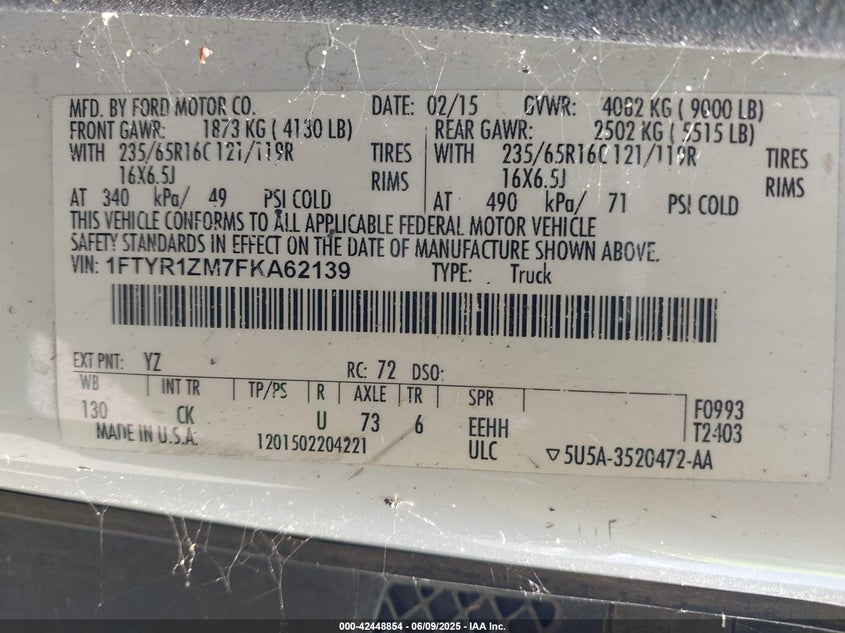 MFD. BY FORD MOTOR CO. DATE: 02/15 GVWR: 4082 KG ( 9000 LB)
FRONT GAWR: 1873 KG ( 4130 LB) REAR GAWR: 2502 KG ( 5515 LB)
WITH 235/65R16C 121/119R TIRES WITH 235/65R16C 121/119R TIRES
16X6.5J RIMS 16X6.5J RIMS
AT 340 kPa/ 49 PSI COLD AT 490 kPa/ 71 PSI COLD
THIS VEHICLE CONFORMS TO ALL APPLICABLE FEDERAL MOTOR VEHICLE
SAFETY STANDARDS IN EFFECT ON THE DATE OF MANUFACTURE SHOWN ABOVE.
VIN: 1FTYR1ZM7FKA62139 TYPE: Truck
EXT PNT: YZ RC: 72 DSO:
WB INT TR TP/PS R AXLE TR SPR
130 CK U 73 6 EEHH F0993
MADE IN U.S.A. 1201502204221 ULC T2403
▽5U5A-3520472-AA
000-42448854 - 06/09/2025 - IAA Inc.